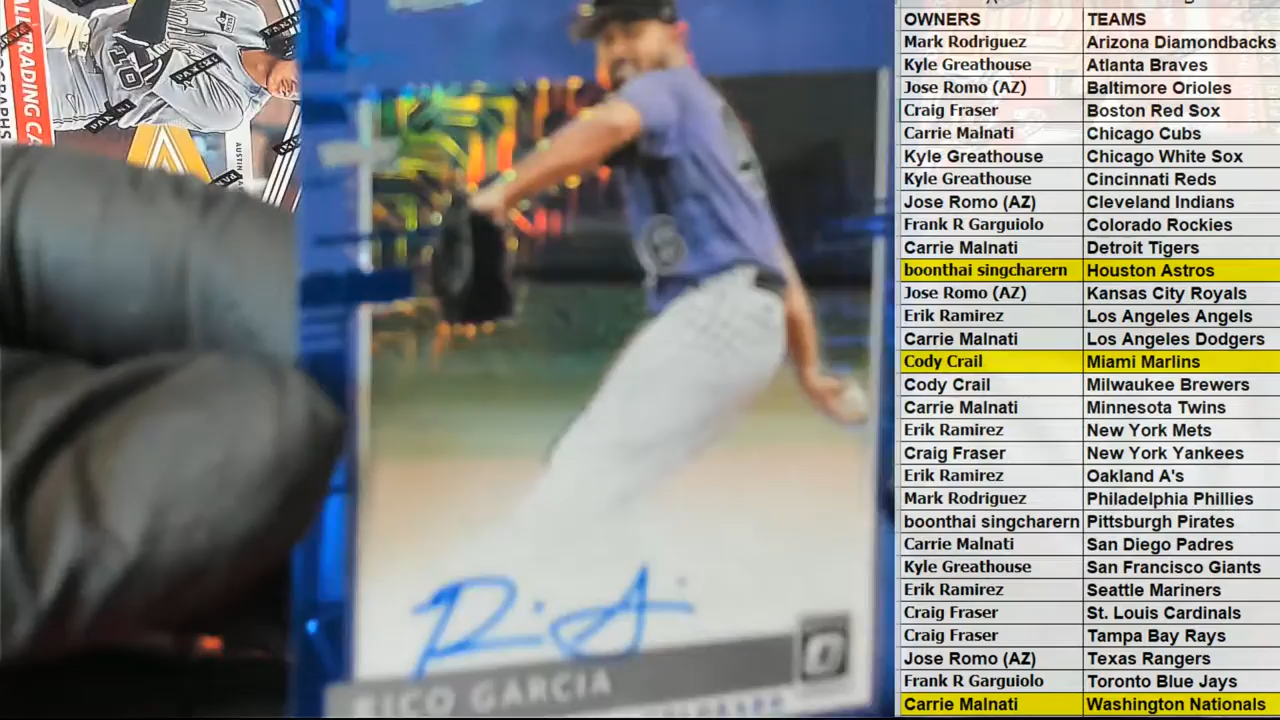 ALL TRADING CA
OGRAPHS
PANINI
PANINI
AUSTIN
RICO GARCIA
OWNERS TEAMS
Mark Rodriguez Arizona Diamondbacks
Kyle Greathouse Atlanta Braves
Jose Romo (AZ) Baltimore Orioles
Craig Fraser Boston Red Sox
Carrie Malnati Chicago Cubs
Kyle Greathouse Chicago White Sox
Kyle Greathouse Cincinnati Reds
Jose Romo (AZ) Cleveland Indians
Frank R Garguiolo Colorado Rockies
Carrie Malnati Detroit Tigers
boonthai singcharern Houston Astros
Jose Romo (AZ) Kansas City Royals
Erik Ramirez Los Angeles Angels
Carrie Malnati Los Angeles Dodgers
Cody Crail Miami Marlins
Cody Crail Milwaukee Brewers
Carrie Malnati Minnesota Twins
Erik Ramirez New York Mets
Craig Fraser New York Yankees
Erik Ramirez Oakland A's
Mark Rodriguez Philadelphia Phillies
boonthai singcharern Pittsburgh Pirates
Carrie Malnati San Diego Padres
Kyle Greathouse San Francisco Giants
Erik Ramirez Seattle Mariners
Craig Fraser St. Louis Cardinals
Craig Fraser Tampa Bay Rays
Jose Romo (AZ) Texas Rangers
Frank R Garguiolo Toronto Blue Jays
Carrie Malnati Washington Nationals